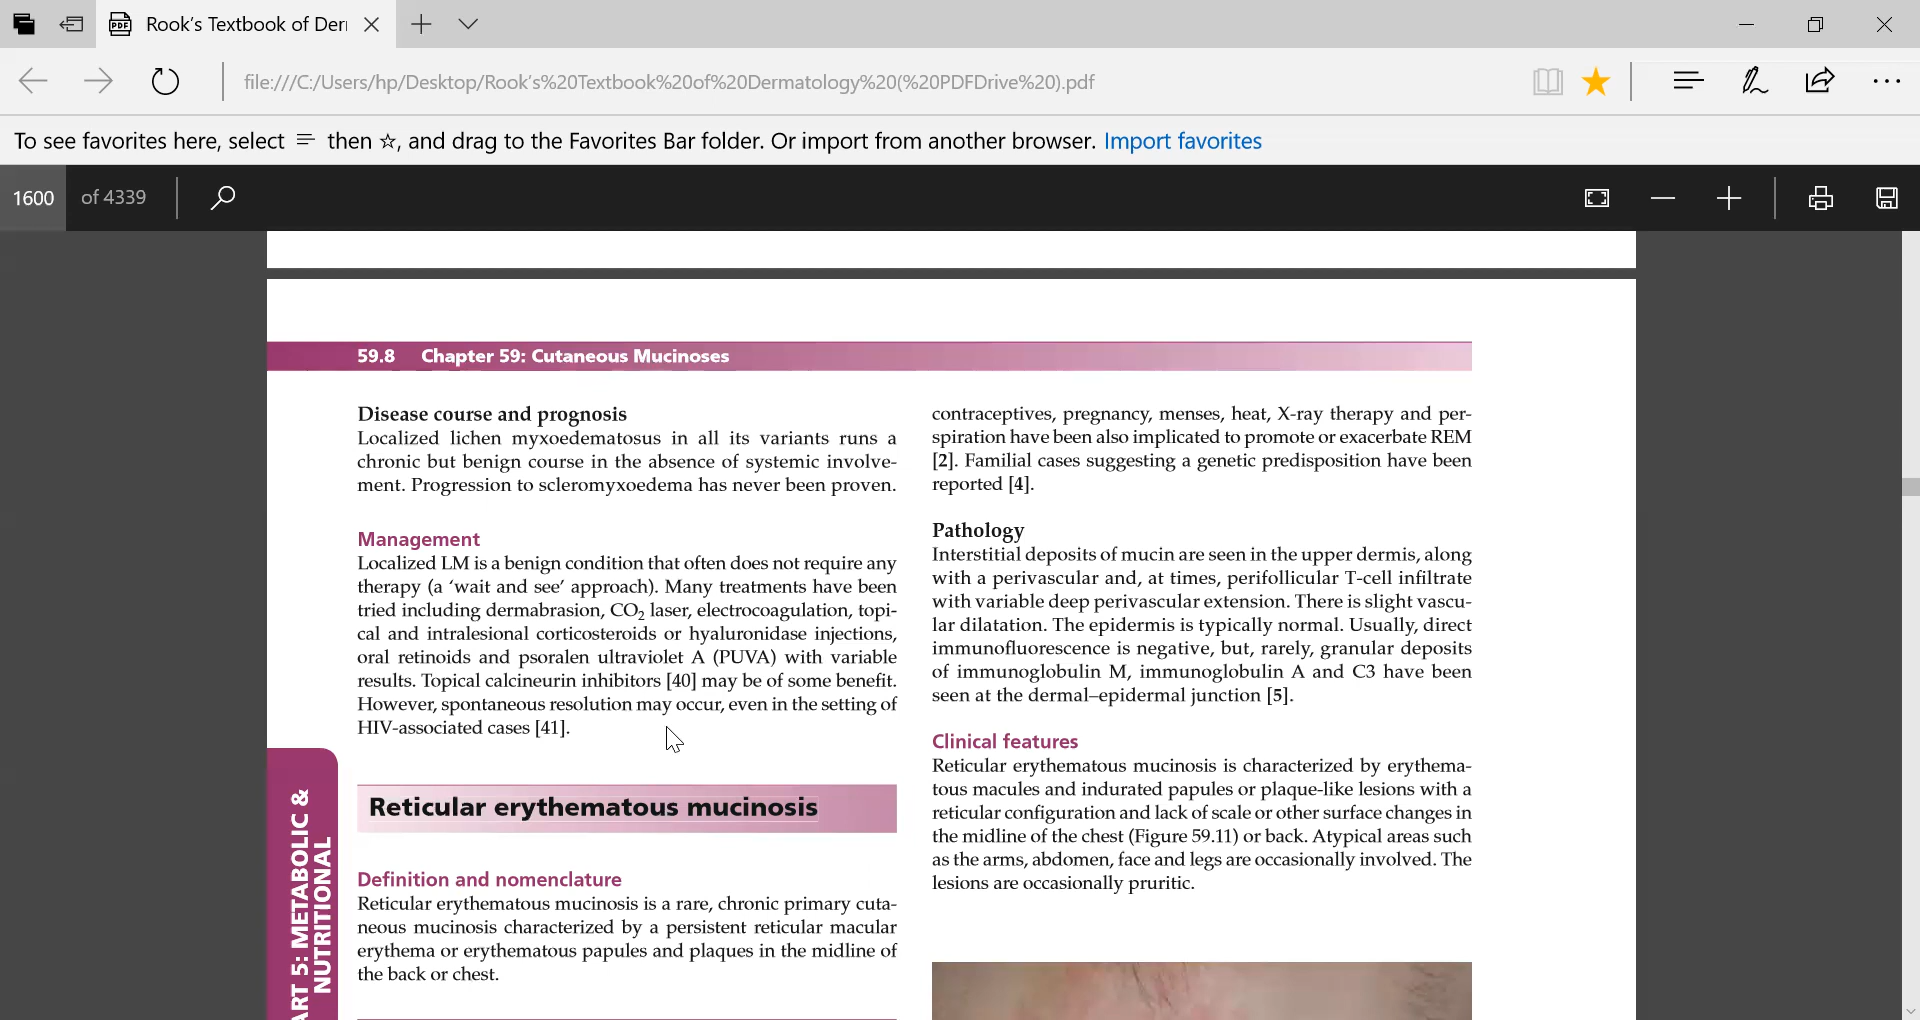 Rook's Textbook of Der
file:///C:/Users/hp/Desktop/Rook's%20Textbook%20of%20Dermatology%20(%20PDFDrive%20).pdf
To see favorites here, select then ☆, and drag to the Favorites Bar folder. Or import from another browser. Import favorites
1600 of 4339
59.8 Chapter 59: Cutaneous Mucinoses
Disease course and prognosis
Localized lichen myxoedematosus in all its variants runs a
chronic but benign course in the absence of systemic involve-
ment. Progression to scleromyxoedema has never been proven.
Management
Localized LM is a benign condition that often does not require any
therapy (a 'wait and see' approach). Many treatments have been
tried including dermabrasion, CO₂ laser, electrocoagulation, topi-
cal and intralesional corticosteroids or hyaluronidase injections,
oral retinoids and psoralen ultraviolet A (PUVA) with variable
results. Topical calcineurin inhibitors [40] may be of some benefit.
However, spontaneous resolution may occur, even in the setting of
HIV-associated cases [41].
Reticular erythematous mucinosis
Definition and nomenclature
Reticular erythematous mucinosis is a rare, chronic primary cuta-
neous mucinosis characterized by a persistent reticular macular
erythema or erythematous papules and plaques in the midline of
the back or chest.
contraceptives, pregnancy, menses, heat, X-ray therapy and per-
spiration have been also implicated to promote or exacerbate REM
[2]. Familial cases suggesting a genetic predisposition have been
reported [4].
Pathology
Interstitial deposits of mucin are seen in the upper dermis, along
with a perivascular and, at times, perifollicular T-cell infiltrate
with variable deep perivascular extension. There is slight vascu-
lar dilatation. The epidermis is typically normal. Usually, direct
immunofluorescence is negative, but, rarely, granular deposits
of immunoglobulin M, immunoglobulin A and C3 have been
seen at the dermal–epidermal junction [5].
Clinical features
Reticular erythematous mucinosis is characterized by erythema-
tous macules and indurated papules or plaque-like lesions with a
reticular configuration and lack of scale or other surface changes in
the midline of the chest (Figure 59.11) or back. Atypical areas such
as the arms, abdomen, face and legs are occasionally involved. The
lesions are occasionally pruritic.
ART 5: METABOLIC &
NUTRITIONAL